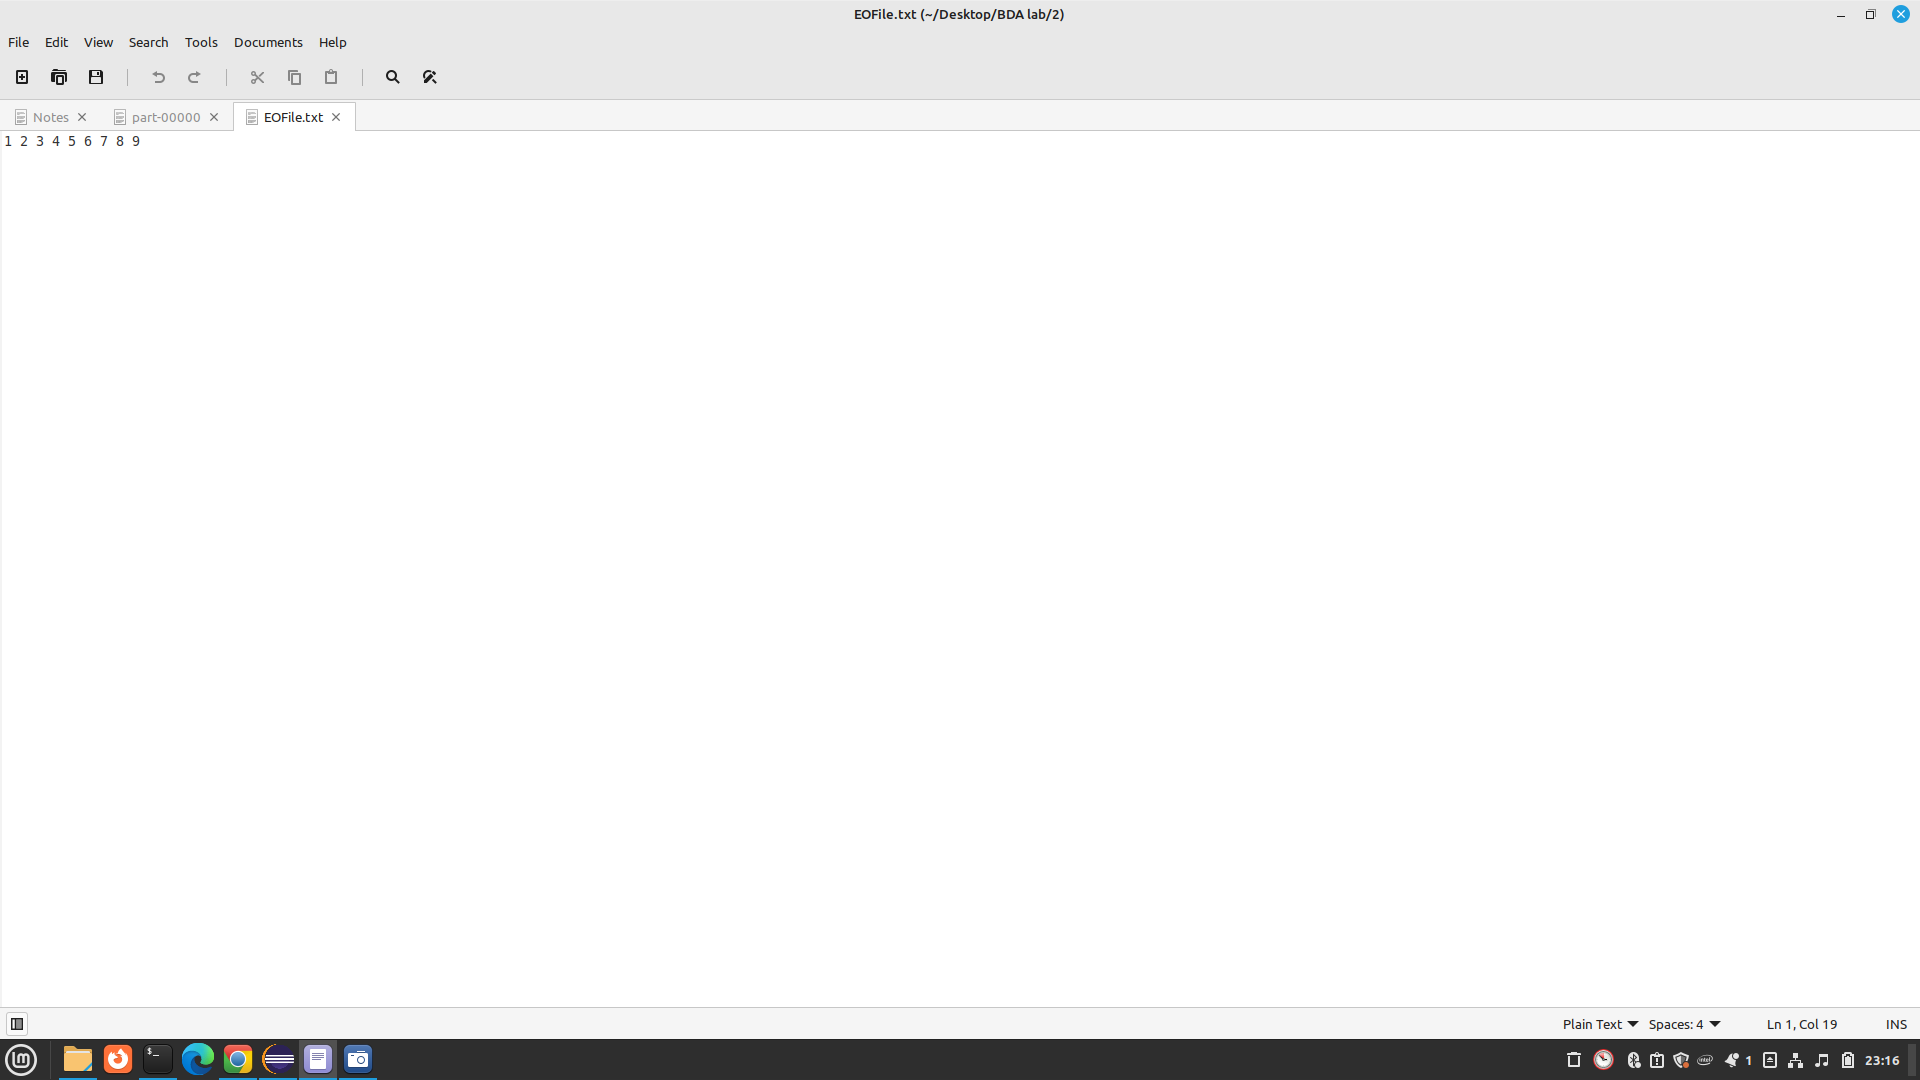 EOFile.txt (~/Desktop/BDA lab/2)
File Edit View Search Tools Documents Help
Notes part-00000 EOFile.txt
1 2 3 4 5 6 7 8 9
Plain Text Spaces: 4 Ln 1, Col 19 INS
$_ intel 1 23:16